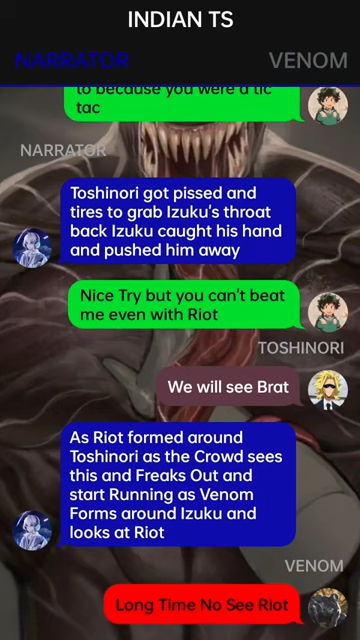 INDIAN TS
NARRATOR
VENOM
to because you were a tic
tac
NARRATOR
Toshinori got pissed and
tires to grab Izuku's throat
back Izuku caught his hand
and pushed him away
Nice Try but you can't beat
me even with Riot
TOSHINORI
We will see Brat
As Riot formed around
Toshinori as the Crowd sees
this and Freaks Out and
start Running as Venom
Forms around Izuku and
looks at Riot
VENOM
Long Time No See Riot